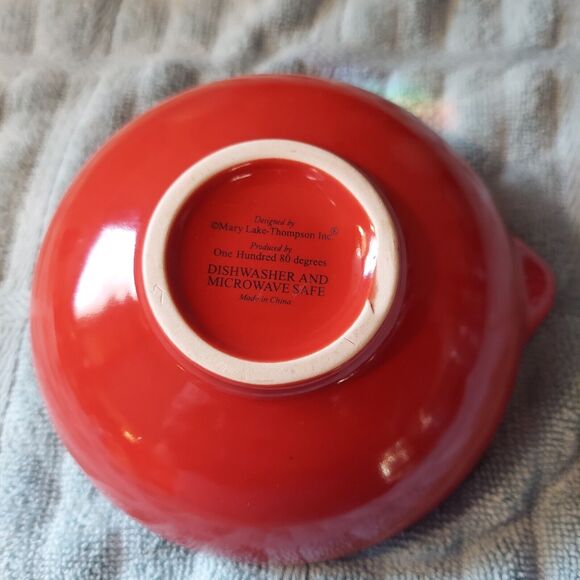 Designed by
©Mary Lake-Thompson Inc.®
Produced by
One Hundred 80 degrees
DISHWASHER AND
MICROWAVE SAFE
Made in China